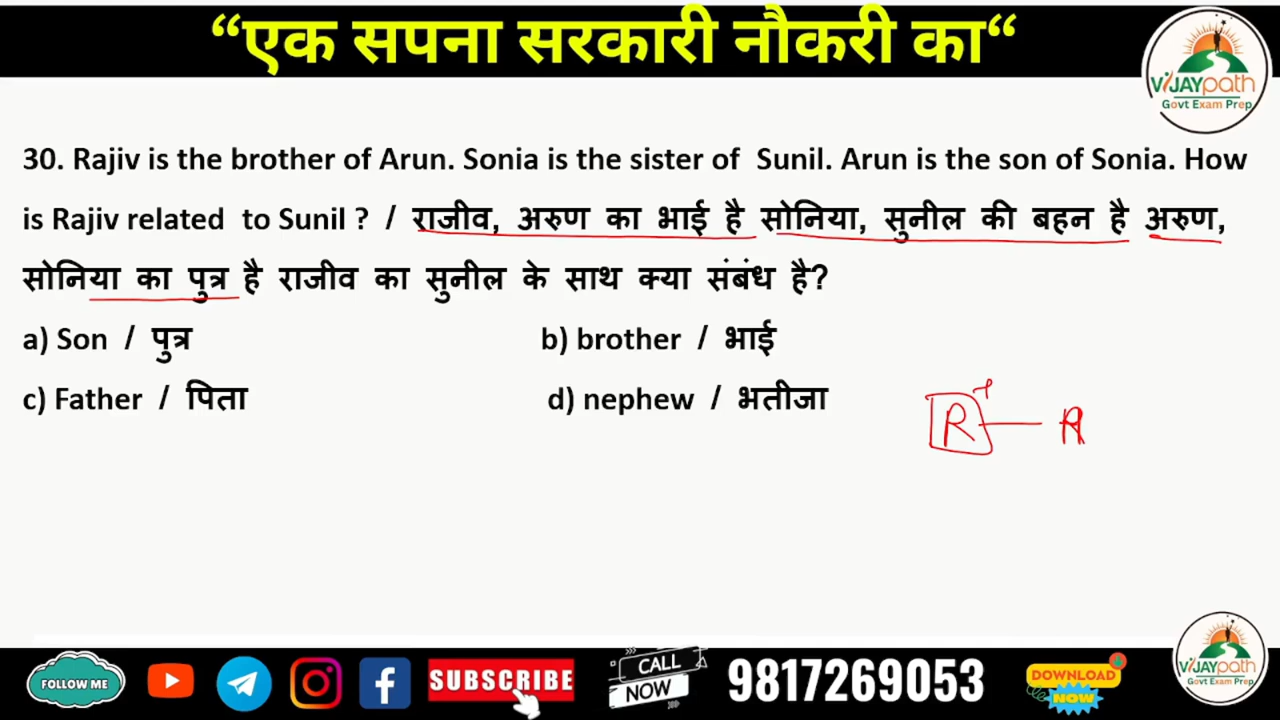 “एक सपना सरकारी नौकरी का“
VIJAYpath
Govt Exam Prep
30. Rajiv is the brother of Arun. Sonia is the sister of Sunil. Arun is the son of Sonia. How
is Rajiv related to Sunil ? / राजीव, अरुण का भाई है सोनिया, सुनील की बहन है अरुण,
सोनिया का पुत्र है राजीव का सुनील के साथ क्या संबंध है?
a) Son / पुत्र
b) brother / भाई
c) Father / पिता
d) nephew / भतीजा
R + — A
FOLLOW ME
SUBSCRIBE
CALL
NOW
9817269053
DOWNLOAD
NOW
VIJAYpath
Govt Exam Prep